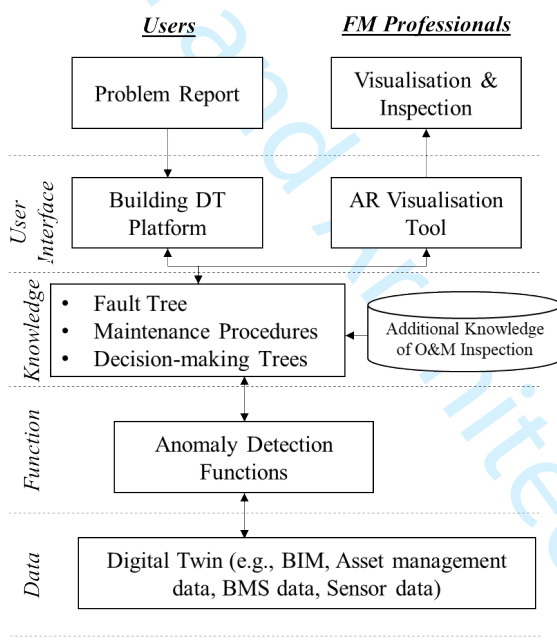 Users
FM Professionals
Problem Report
Visualisation &
Inspection
User
Interface
Building DT
Platform
AR Visualisation
Tool
Knowledge
• Fault Tree
• Maintenance Procedures
• Decision-making Trees
Additional Knowledge
of O&M Inspection
Function
Anomaly Detection
Functions
Data
Digital Twin (e.g., BIM, Asset management
data, BMS data, Sensor data)